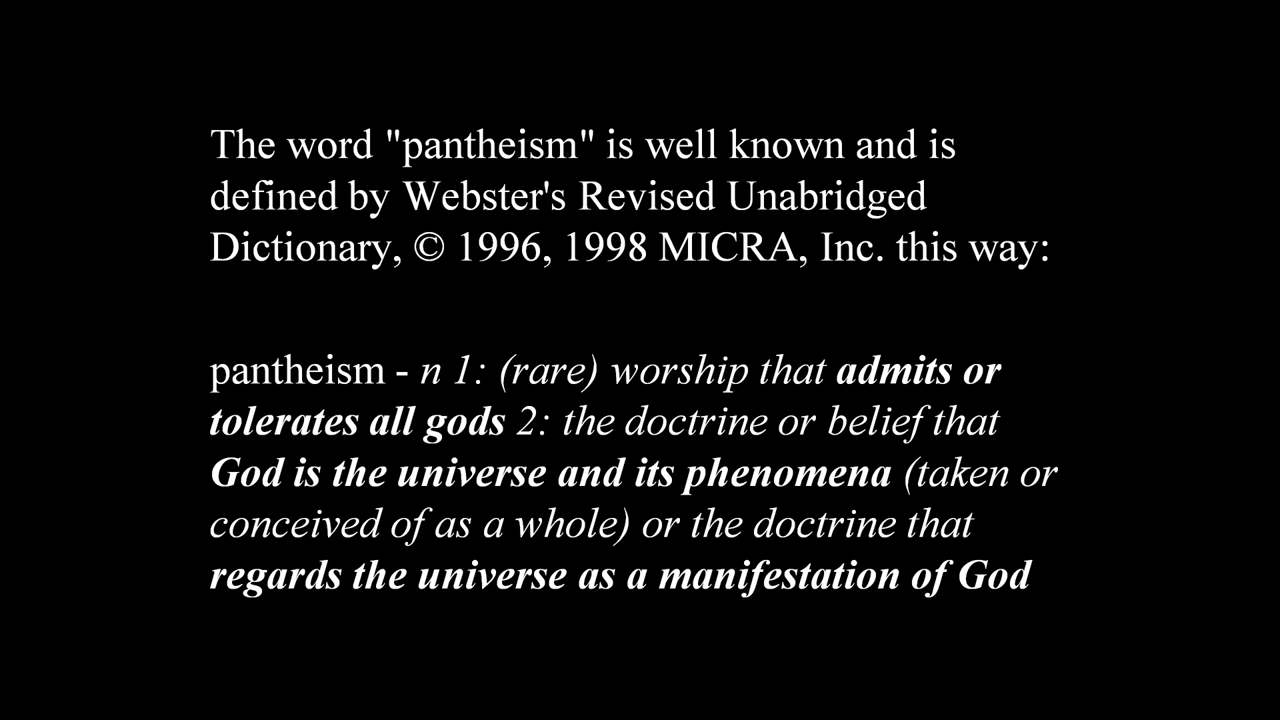 The word "pantheism" is well known and is
defined by Webster's Revised Unabridged
Dictionary, © 1996, 1998 MICRA, Inc. this way:
pantheism - n 1: (rare) worship that admits or
tolerates all gods 2: the doctrine or belief that
God is the universe and its phenomena (taken or
conceived of as a whole) or the doctrine that
regards the universe as a manifestation of God